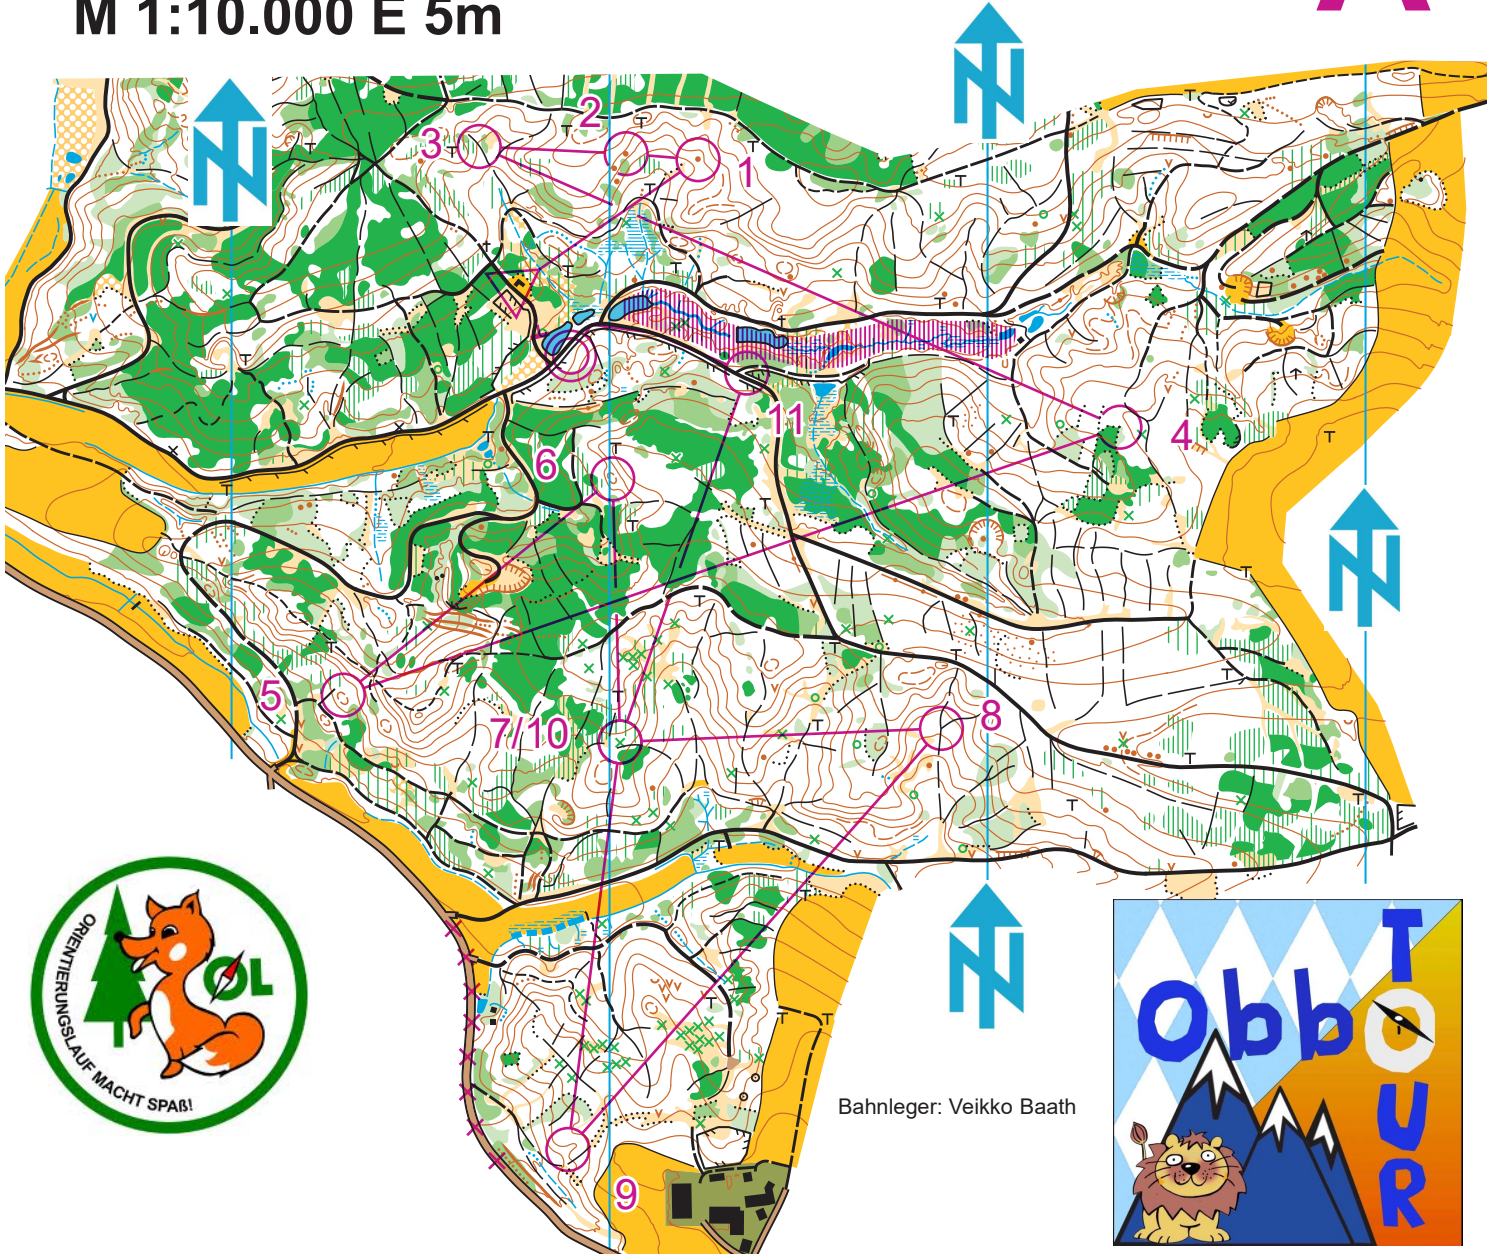 M 1:10.000 E 5m
2
3
1
4
11
6
5
7/10
8
9
ORIENTIERUNGSLAUF MACHT SPAß!
OL
Bahnleger: Veikko Baath
Obb
TOUR